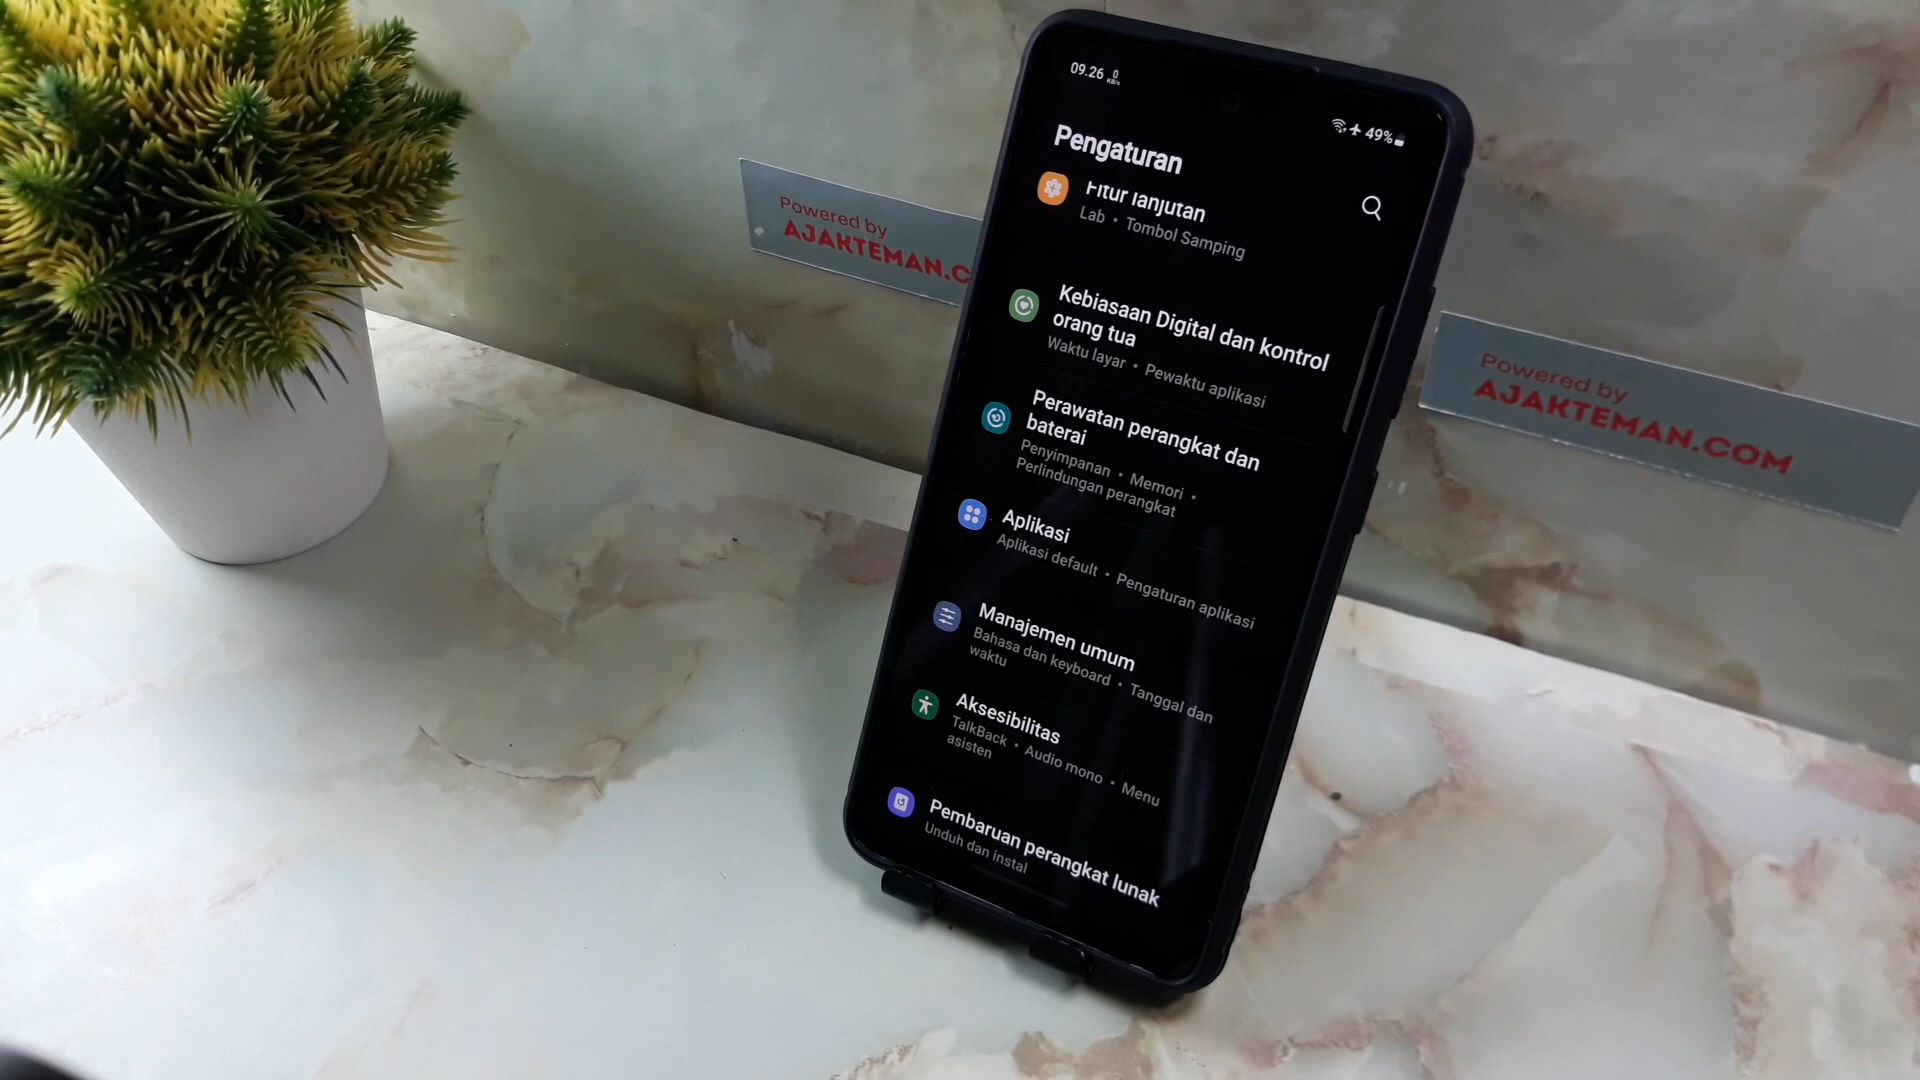 09.26 0 KB/s
49%
Pengaturan
Fitur lanjutan
Lab • Tombol Samping
Kebiasaan Digital dan kontrol
orang tua
Waktu layar • Pewaktu aplikasi
Perawatan perangkat dan
baterai
Penyimpanan • Memori •
Perlindungan perangkat
Aplikasi
Aplikasi default • Pengaturan aplikasi
Manajemen umum
Bahasa dan keyboard • Tanggal dan
waktu
Aksesibilitas
TalkBack • Audio mono • Menu
asisten
Pembaruan perangkat lunak
Unduh dan instal
Powered by
AJAKTEMAN.C
Powered by
AJAKTEMAN.COM